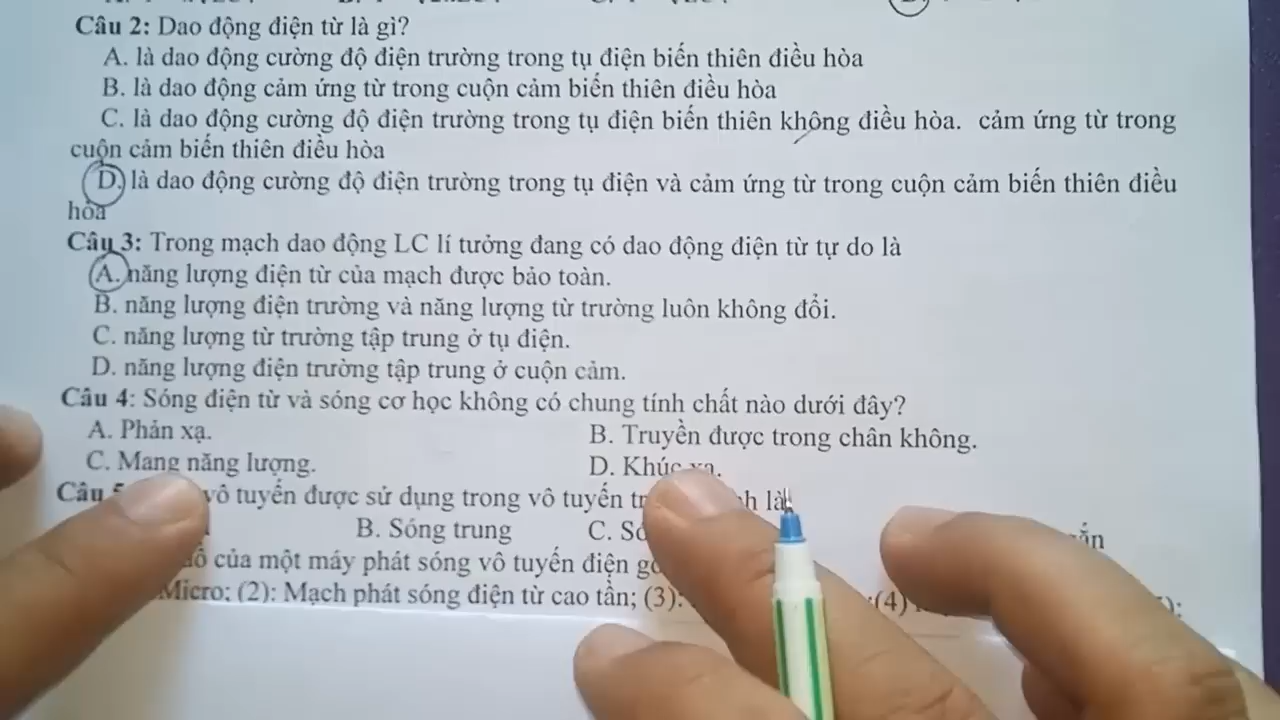 Câu 2: Dao động điện từ là gì?
A. là dao động cường độ điện trường trong tụ điện biến thiên điều hòa
B. là dao động cảm ứng từ trong cuộn cảm biến thiên điều hòa
C. là dao động cường độ điện trường trong tụ điện biến thiên không điều hòa. cảm ứng từ trong
cuộn cảm biến thiên điều hòa
D. là dao động cường độ điện trường trong tụ điện và cảm ứng từ trong cuộn cảm biến thiên điều
hòa
Câu 3: Trong mạch dao động LC lí tưởng đang có dao động điện từ tự do là
A. năng lượng điện từ của mạch được bảo toàn.
B. năng lượng điện trường và năng lượng từ trường luôn không đổi.
C. năng lượng từ trường tập trung ở tụ điện.
D. năng lượng điện trường tập trung ở cuộn cảm.
Câu 4: Sóng điện từ và sóng cơ học không có chung tính chất nào dưới đây?
A. Phản xạ. B. Truyền được trong chân không.
C. Mang năng lượng. D. Khúc xạ.
Câu vô tuyến được sử dụng trong vô tuyến là
B. Sóng trung C.
của một máy phát sóng vô tuyến điện
Micro; (2): Mạch phát sóng điện từ cao tần; (3): (4)